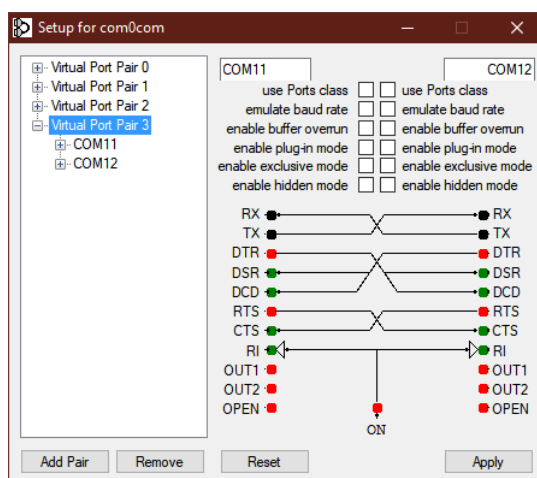 Setup for com0com
Virtual Port Pair 0
Virtual Port Pair 1
Virtual Port Pair 2
Virtual Port Pair 3
COM11
COM12
COM11 COM12
use Ports class use Ports class
emulate baud rate emulate baud rate
enable buffer overrun enable buffer overrun
enable plug-in mode enable plug-in mode
enable exclusive mode enable exclusive mode
enable hidden mode enable hidden mode
RX RX
TX TX
DTR DTR
DSR DSR
DCD DCD
RTS RTS
CTS CTS
RI RI
OUT1 OUT1
OUT2 OUT2
OPEN OPEN
ON
Add Pair Remove Reset Apply